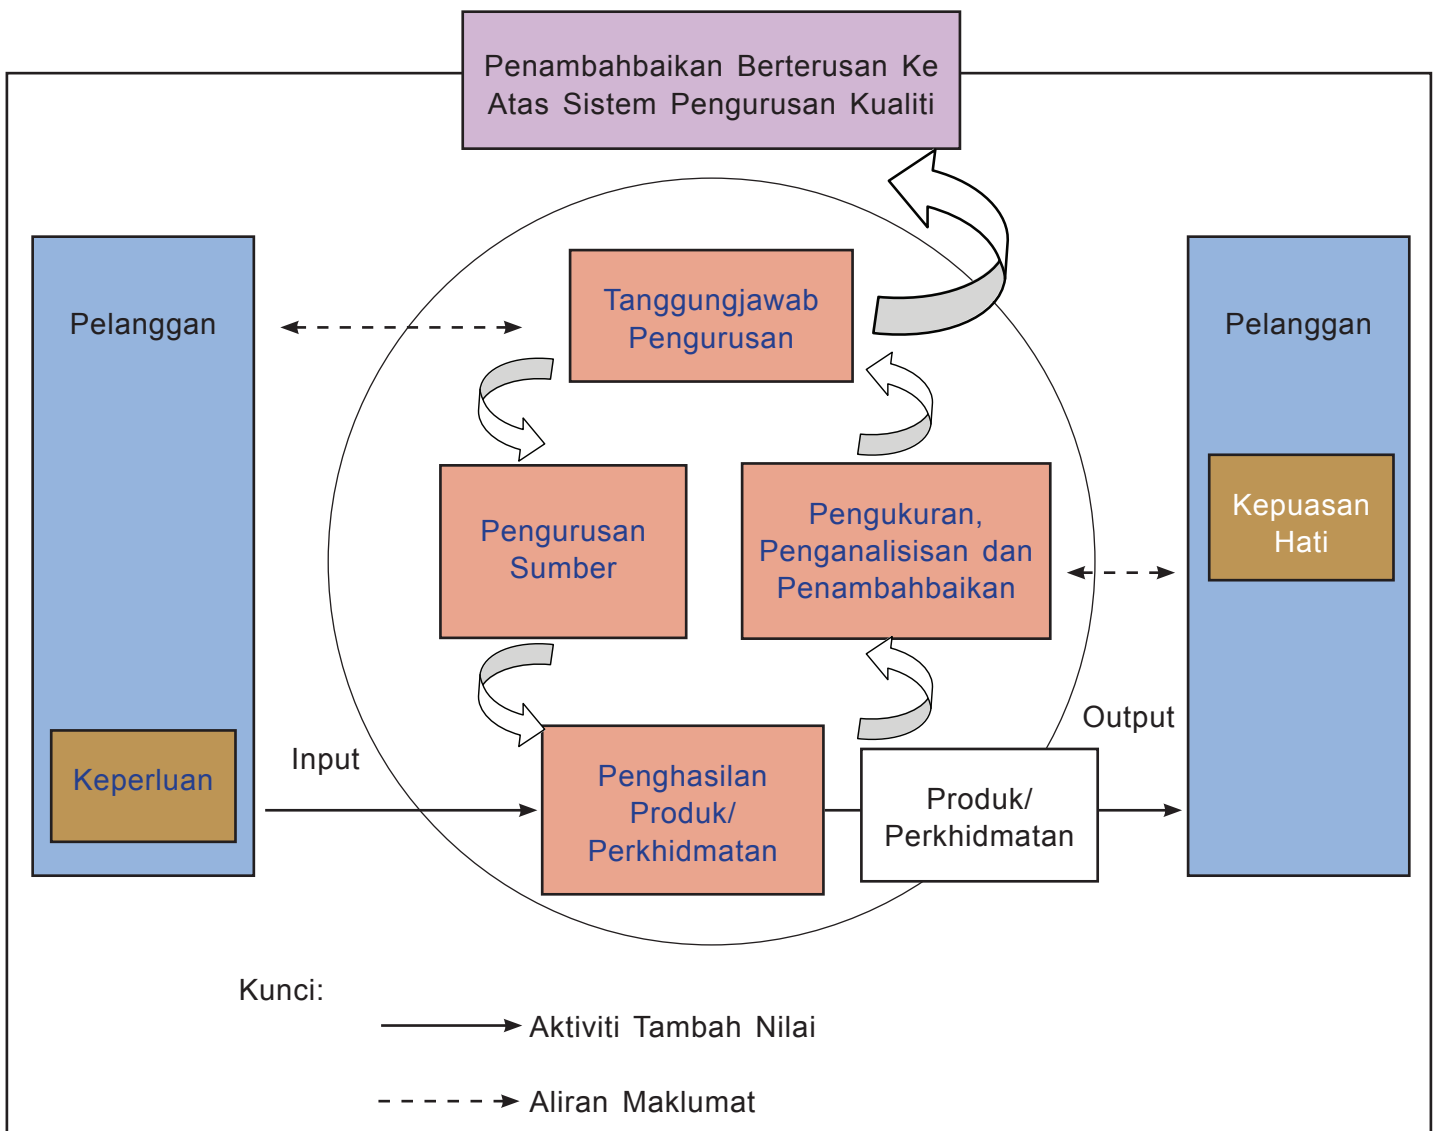 Penambahbaikan Berterusan Ke
Atas Sistem Pengurusan Kualiti
Pelanggan
Tanggungjawab
Pengurusan
Pelanggan
Pengurusan
Sumber
Pengukuran,
Penganalisisan dan
Penambahbaikan
Kepuasan
Hati
Keperluan
Input
Penghasilan
Produk/
Perkhidmatan
Produk/
Perkhidmatan
Output
Kunci:
Aktiviti Tambah Nilai
Aliran Maklumat